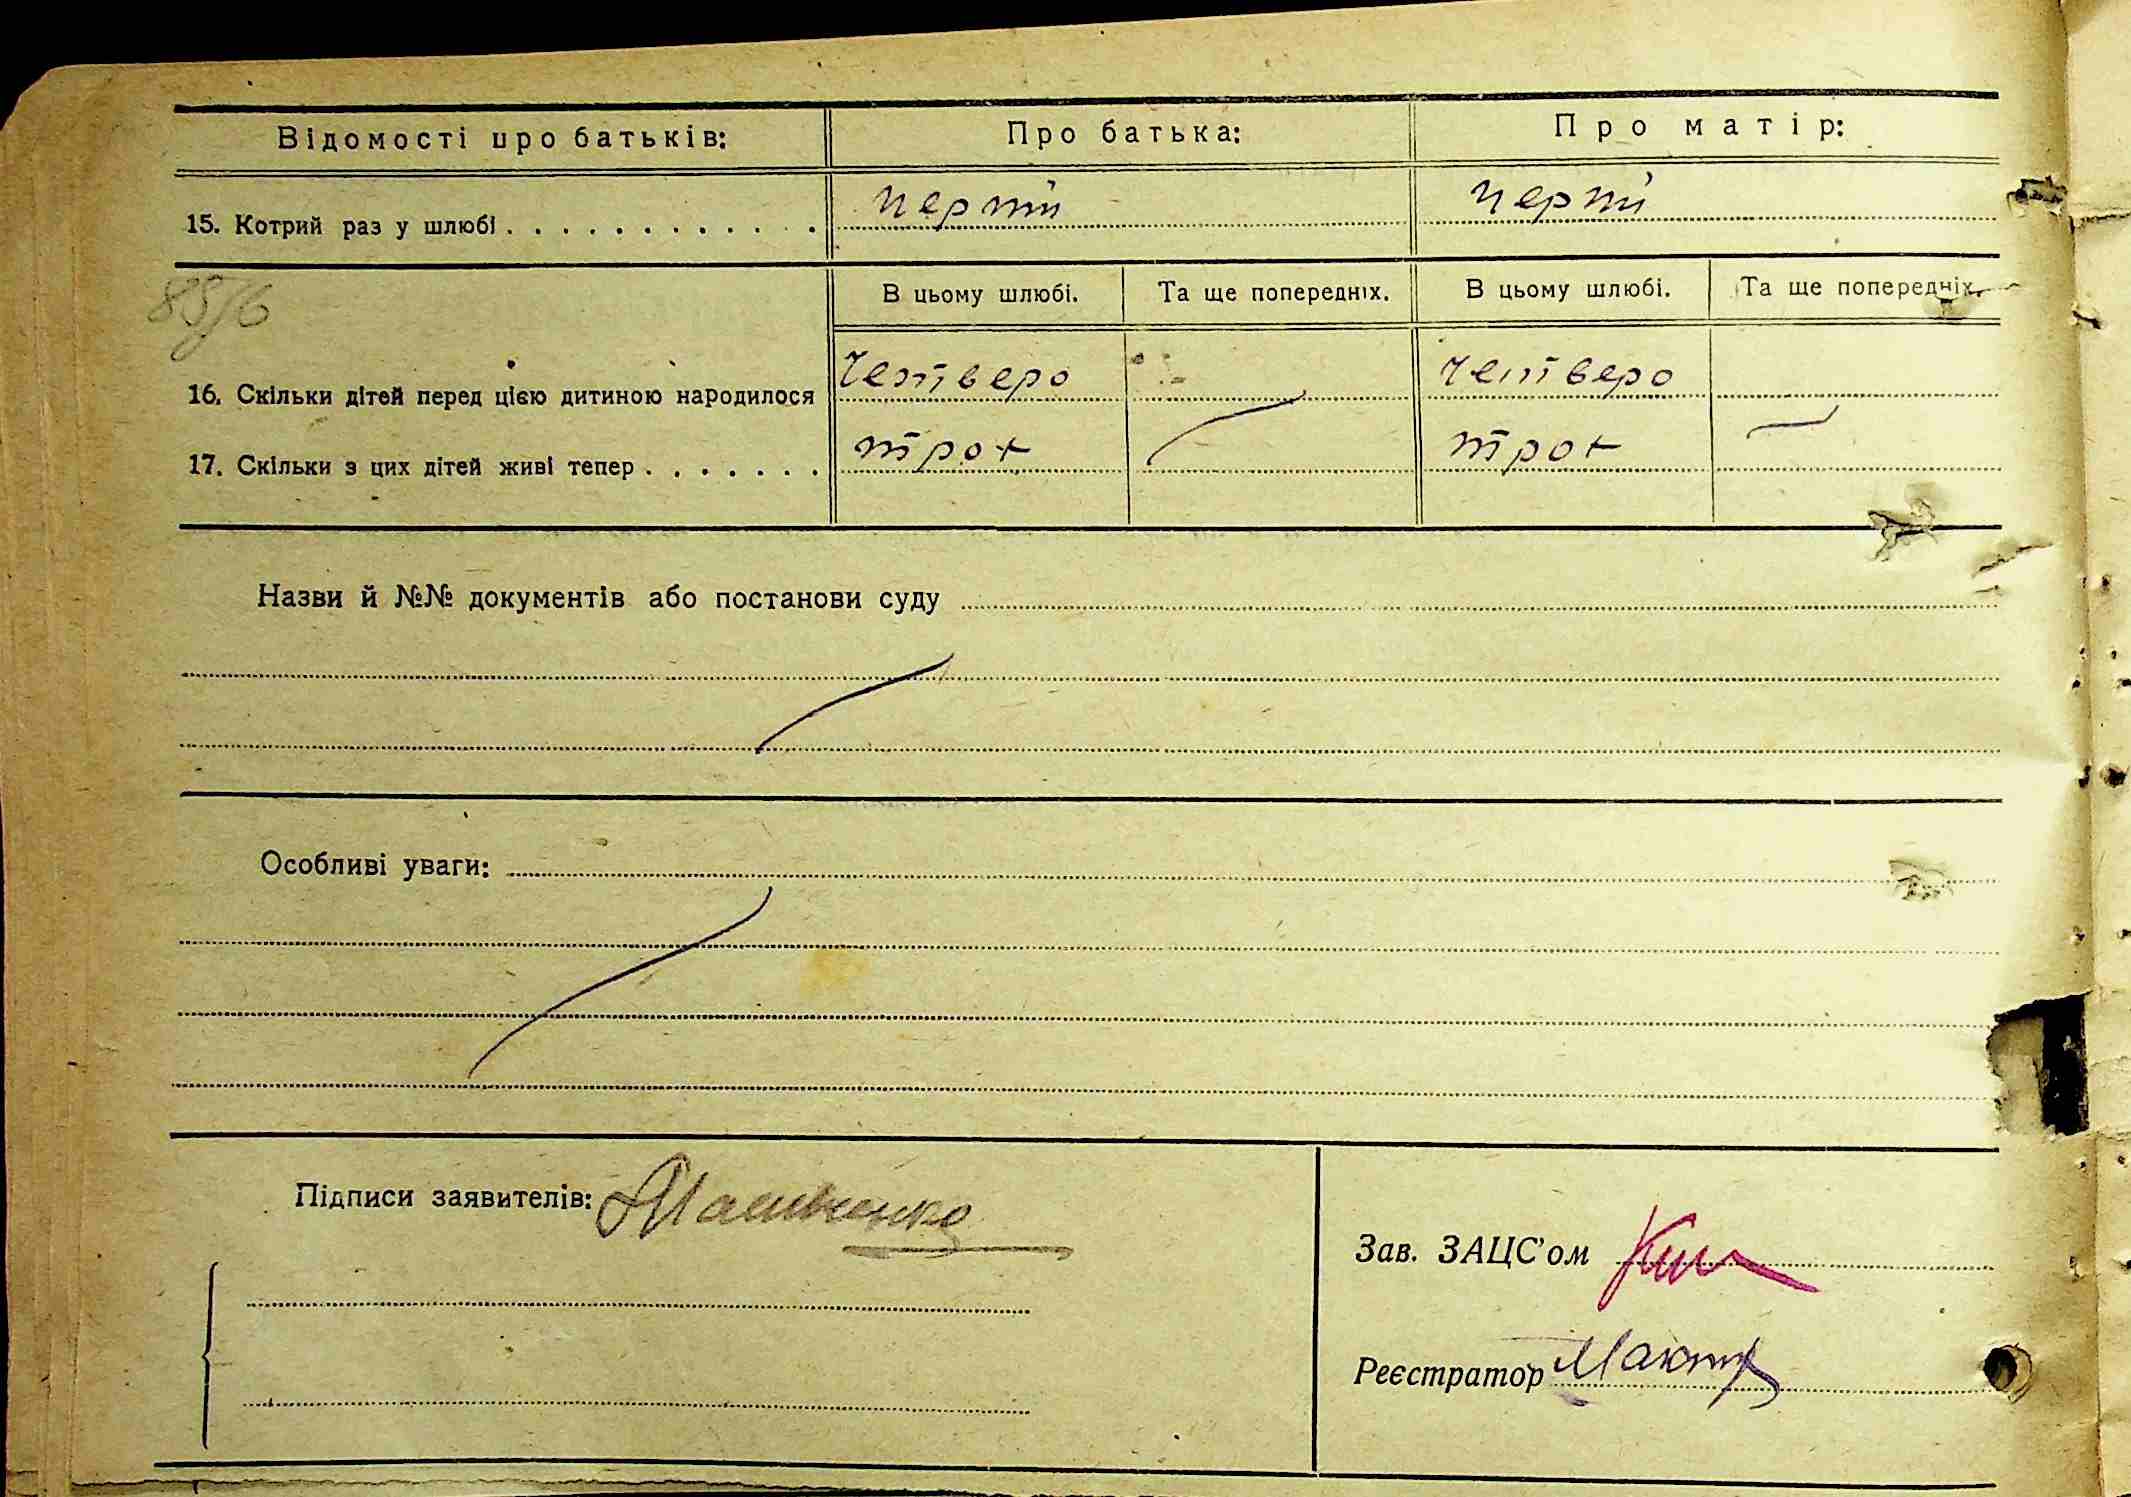 Відомості про батьків:
Про батька:
Про матір:
15. Котрий раз у шлюбі
перший
перший
В цьому шлюбі.
Та ще попередніх.
В цьому шлюбі.
Та ще попередніх.
16. Скільки дітей перед цією дитиною народилося
четверо
четверо
17. Скільки з цих дітей живі тепер
троє
троє
Назви й №№ документів або постанови суду
Особливі уваги:
Підписи заявителів:
Зав. ЗАЦС'ом
Реєстратор